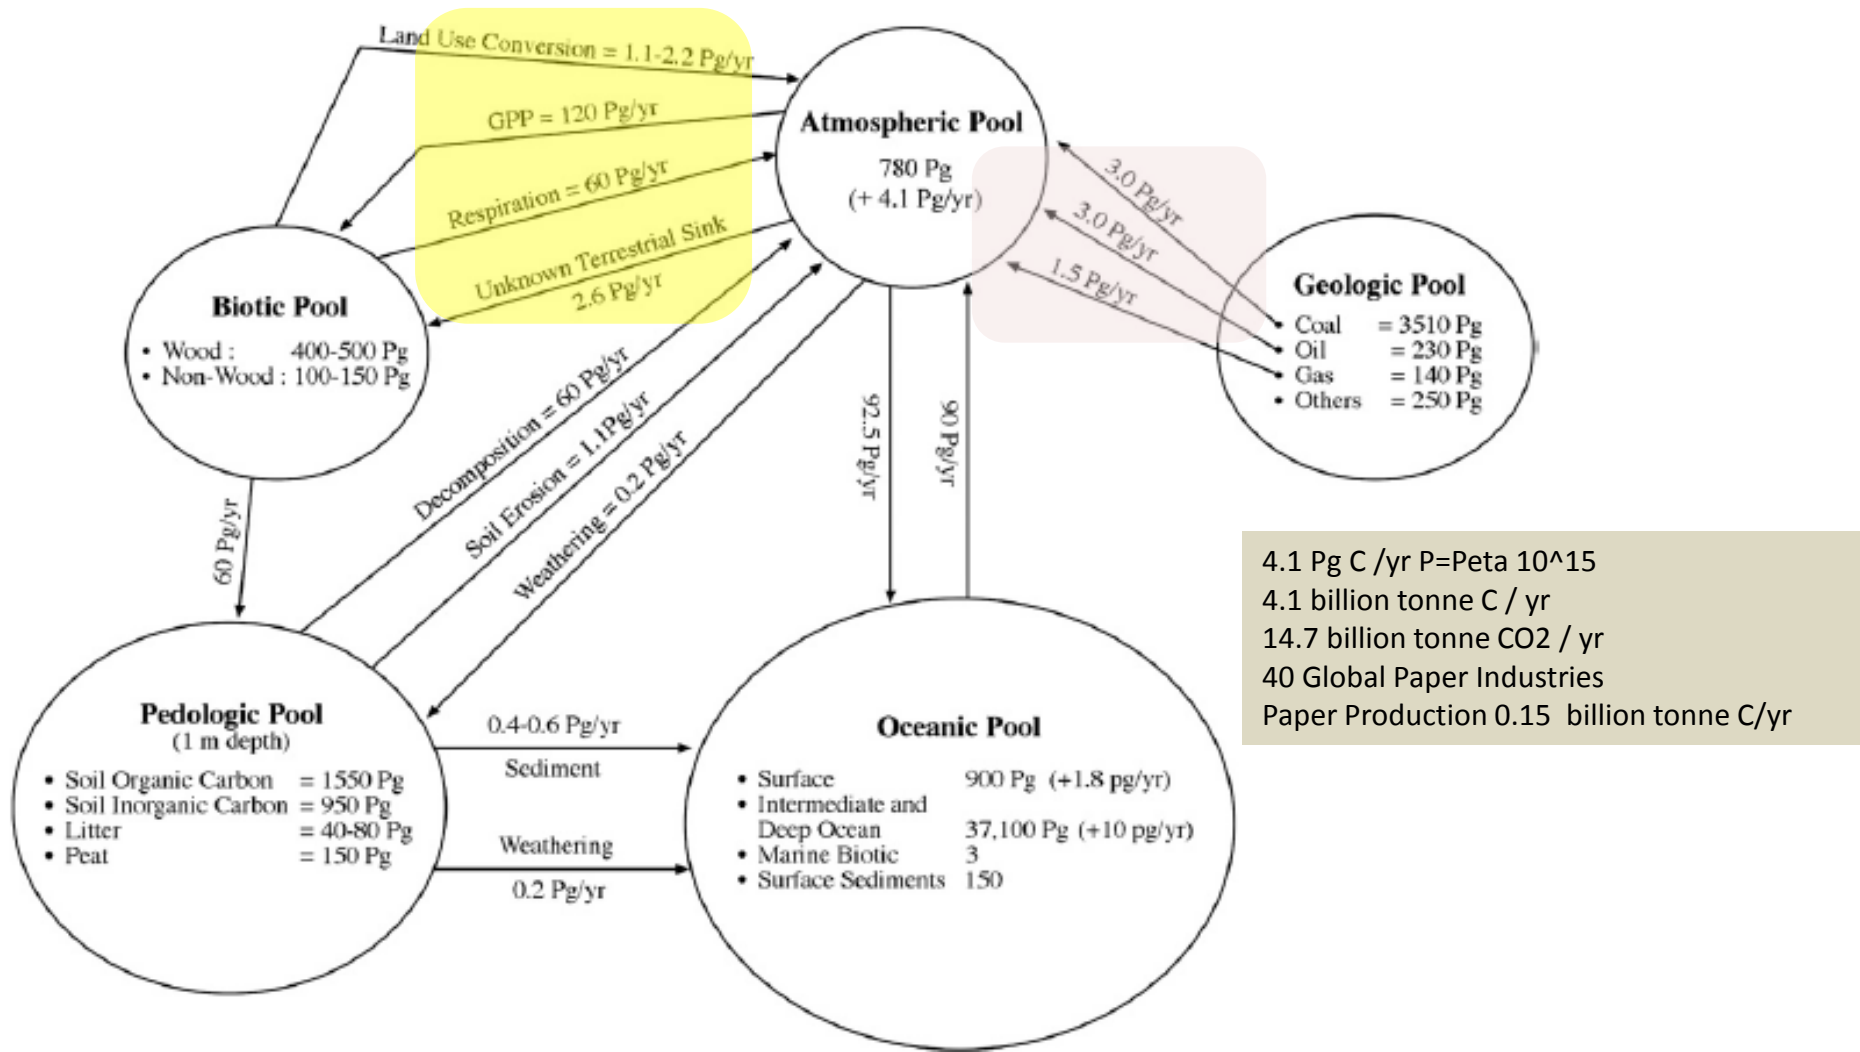 Land Use Conversion = 1.1-2.2 Pg/yr
GPP = 120 Pg/yr
Respiration = 60 Pg/yr
Unknown Terrestrial Sink
2.6 Pg/yr
Atmospheric Pool
780 Pg
(+ 4.1 Pg/yr)
3.0 Pg/yr
3.0 Pg/yr
1.5 Pg/yr
Geologic Pool
• Coal = 3510 Pg
• Oil = 230 Pg
• Gas = 140 Pg
• Others = 250 Pg
Biotic Pool
• Wood : 400-500 Pg
• Non-Wood : 100-150 Pg
60 Pg/yr
Decomposition = 60 Pg/yr
Soil Erosion = 1.1Pg/yr
Weathering = 0.2 Pg/yr
92.5 Pg/yr
90 Pg/yr
4.1 Pg C /yr P=Peta 10^15
4.1 billion tonne C / yr
14.7 billion tonne CO2 / yr
40 Global Paper Industries
Paper Production 0.15 billion tonne C/yr
Pedologic Pool
(1 m depth)
• Soil Organic Carbon = 1550 Pg
• Soil Inorganic Carbon = 950 Pg
• Litter = 40-80 Pg
• Peat = 150 Pg
0.4-0.6 Pg/yr
Sediment
Weathering
0.2 Pg/yr
Oceanic Pool
• Surface 900 Pg (+1.8 pg/yr)
• Intermediate and
Deep Ocean 37,100 Pg (+10 pg/yr)
• Marine Biotic 3
• Surface Sediments 150